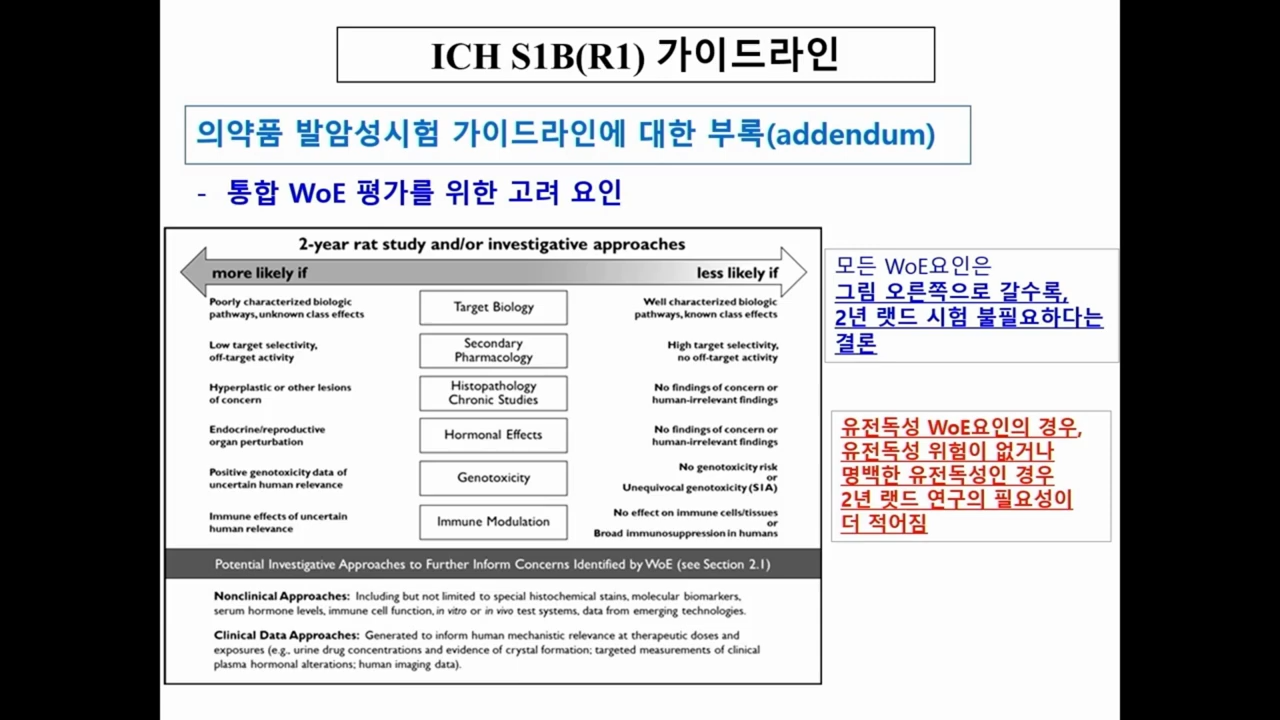 ICH S1B(R1) 가이드라인
의약품 발암성시험 가이드라인에 대한 부록(addendum)
- 통합 WoE 평가를 위한 고려 요인
2-year rat study and/or investigative approaches
more likely if
less likely if
Poorly characterized biologic
pathways, unknown class effects
Target Biology
Well characterized biologic
pathways, known class effects
Low target selectivity,
off-target activity
Secondary
Pharmacology
High target selectivity,
no off-target activity
Hyperplastic or other lesions
of concern
Histopathology
Chronic Studies
No findings of concern or
human-irrelevant findings
Endocrine/reproductive
organ perturbation
Hormonal Effects
No findings of concern or
human-irrelevant findings
Positive genotoxicity data of
uncertain human relevance
Genotoxicity
No genotoxicity risk
or
Unequivocal genotoxicity (S1A)
Immune effects of uncertain
human relevance
Immune Modulation
No effect on immune cells/tissues
or
Broad immunosuppression in humans
Potential Investigative Approaches to Further Inform Concerns Identified by WoE (see Section 2.1)
Nonclinical Approaches: Including but not limited to special histochemical stains, molecular biomarkers,
serum hormone levels, immune cell function, in vitro or in vivo test systems, data from emerging technologies.
Clinical Data Approaches: Generated to inform human mechanistic relevance at therapeutic doses and
exposures (e.g., urine drug concentrations and evidence of crystal formation; targeted measurements of clinical
plasma hormonal alterations; human imaging data).
모든 WoE요인은
그림 오른쪽으로 갈수록,
2년 랫드 시험 불필요하다는
결론
유전독성 WoE요인의 경우,
유전독성 위험이 없거나
명백한 유전독성인 경우
2년 랫드 연구의 필요성이
더 적어짐